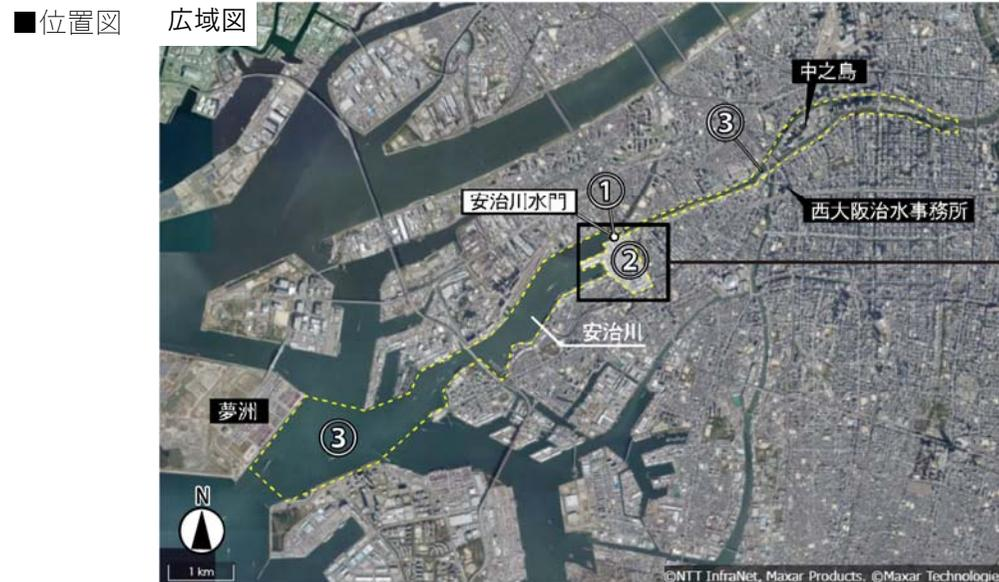 ■位置図 広域図
中之島
③
①
安治川水門
西大阪治水事務所
②
安治川
夢洲
③
N
1 km
©NTT InfraNet, Maxar Products. ©Maxar Technologie